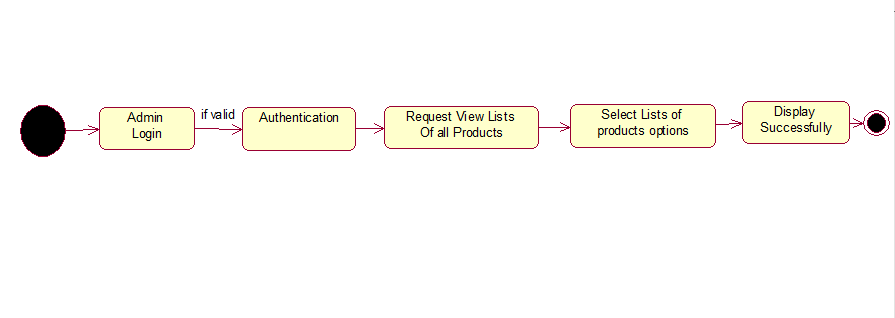 Admin
Login
if valid
Authentication
Request View Lists
Of all Products
Select Lists of
products options
Display
Successfully